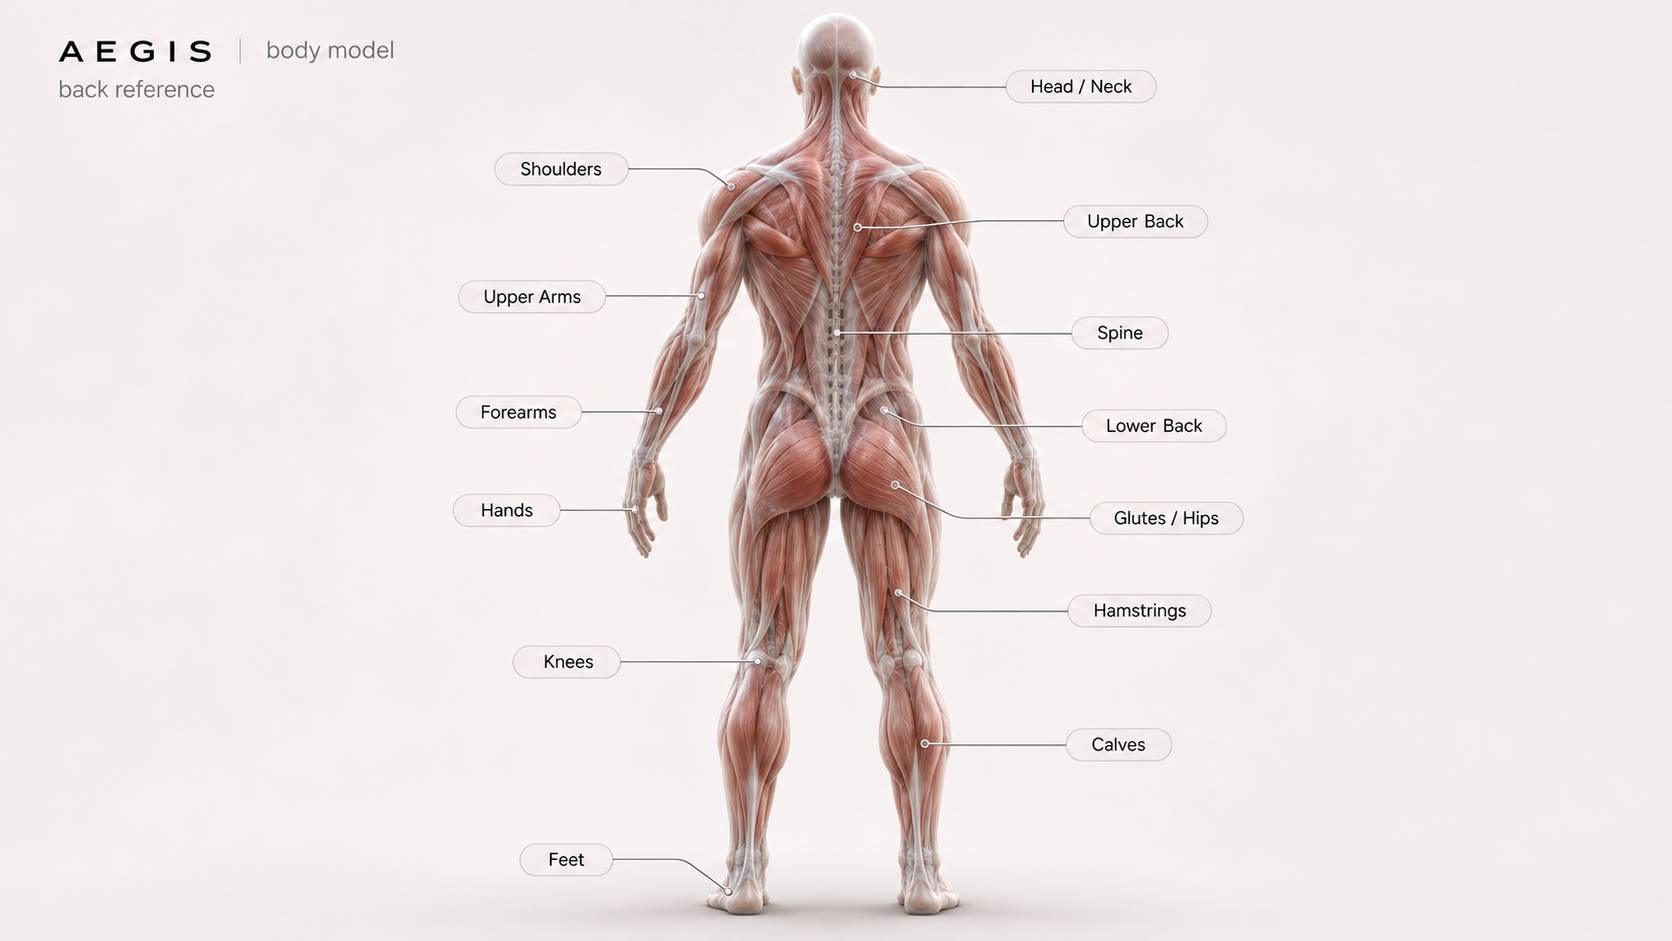 AEGIS | body model
back reference
Head / Neck
Shoulders
Upper Back
Upper Arms
Spine
Forearms
Lower Back
Hands
Glutes / Hips
Hamstrings
Knees
Calves
Feet